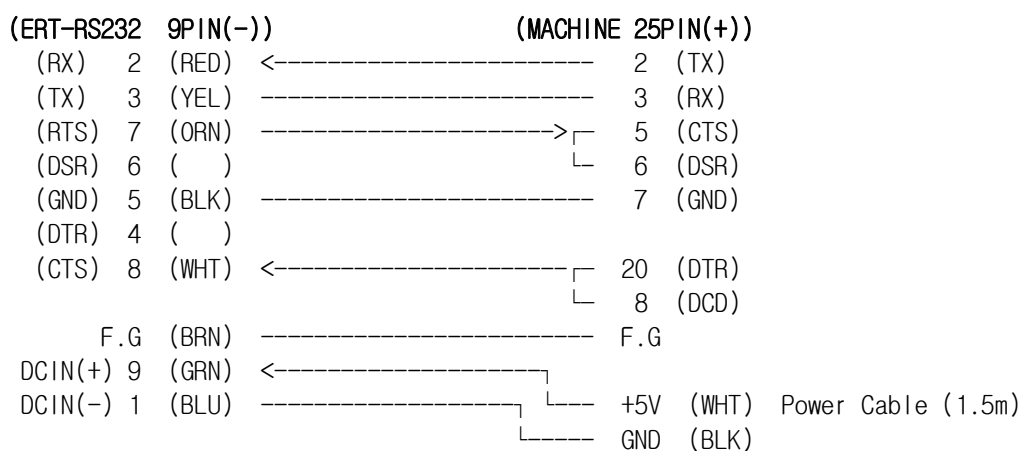 (ERT-RS232 9PIN(-)) (MACHINE 25PIN(+))
(RX) 2 (RED) <------------------------ 2 (TX)
(TX) 3 (YEL) ------------------------- 3 (RX)
(RTS) 7 (ORN) ---------------------->┌─ 5 (CTS)
(DSR) 6 ( ) └─ 6 (DSR)
(GND) 5 (BLK) ------------------------- 7 (GND)
(DTR) 4 ( )
(CTS) 8 (WHT) <----------------------┌─ 20 (DTR)
└─ 8 (DCD)
F.G (BRN) ------------------------- F.G
DCIN(+) 9 (GRN) <--------------------┐
DCIN(-) 1 (BLU) -------------------┐ └--- +5V (WHT) Power Cable (1.5m)
└----- GND (BLK)